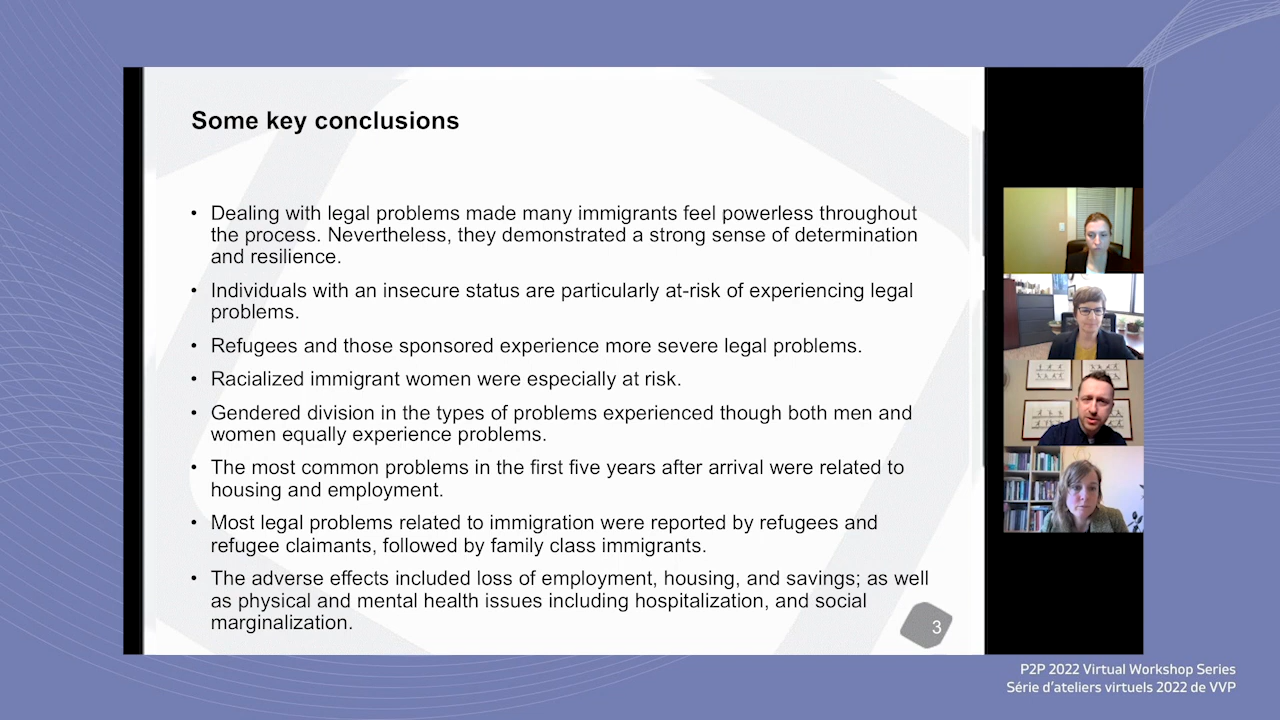 Some key conclusions
• Dealing with legal problems made many immigrants feel powerless throughout
the process. Nevertheless, they demonstrated a strong sense of determination
and resilience.
• Individuals with an insecure status are particularly at-risk of experiencing legal
problems.
• Refugees and those sponsored experience more severe legal problems.
• Racialized immigrant women were especially at risk.
• Gendered division in the types of problems experienced though both men and
women equally experience problems.
• The most common problems in the first five years after arrival were related to
housing and employment.
• Most legal problems related to immigration were reported by refugees and
refugee claimants, followed by family class immigrants.
• The adverse effects included loss of employment, housing, and savings; as well
as physical and mental health issues including hospitalization, and social
marginalization.
3
P2P 2022 Virtual Workshop Series
Série d'ateliers virtuels 2022 de VVP